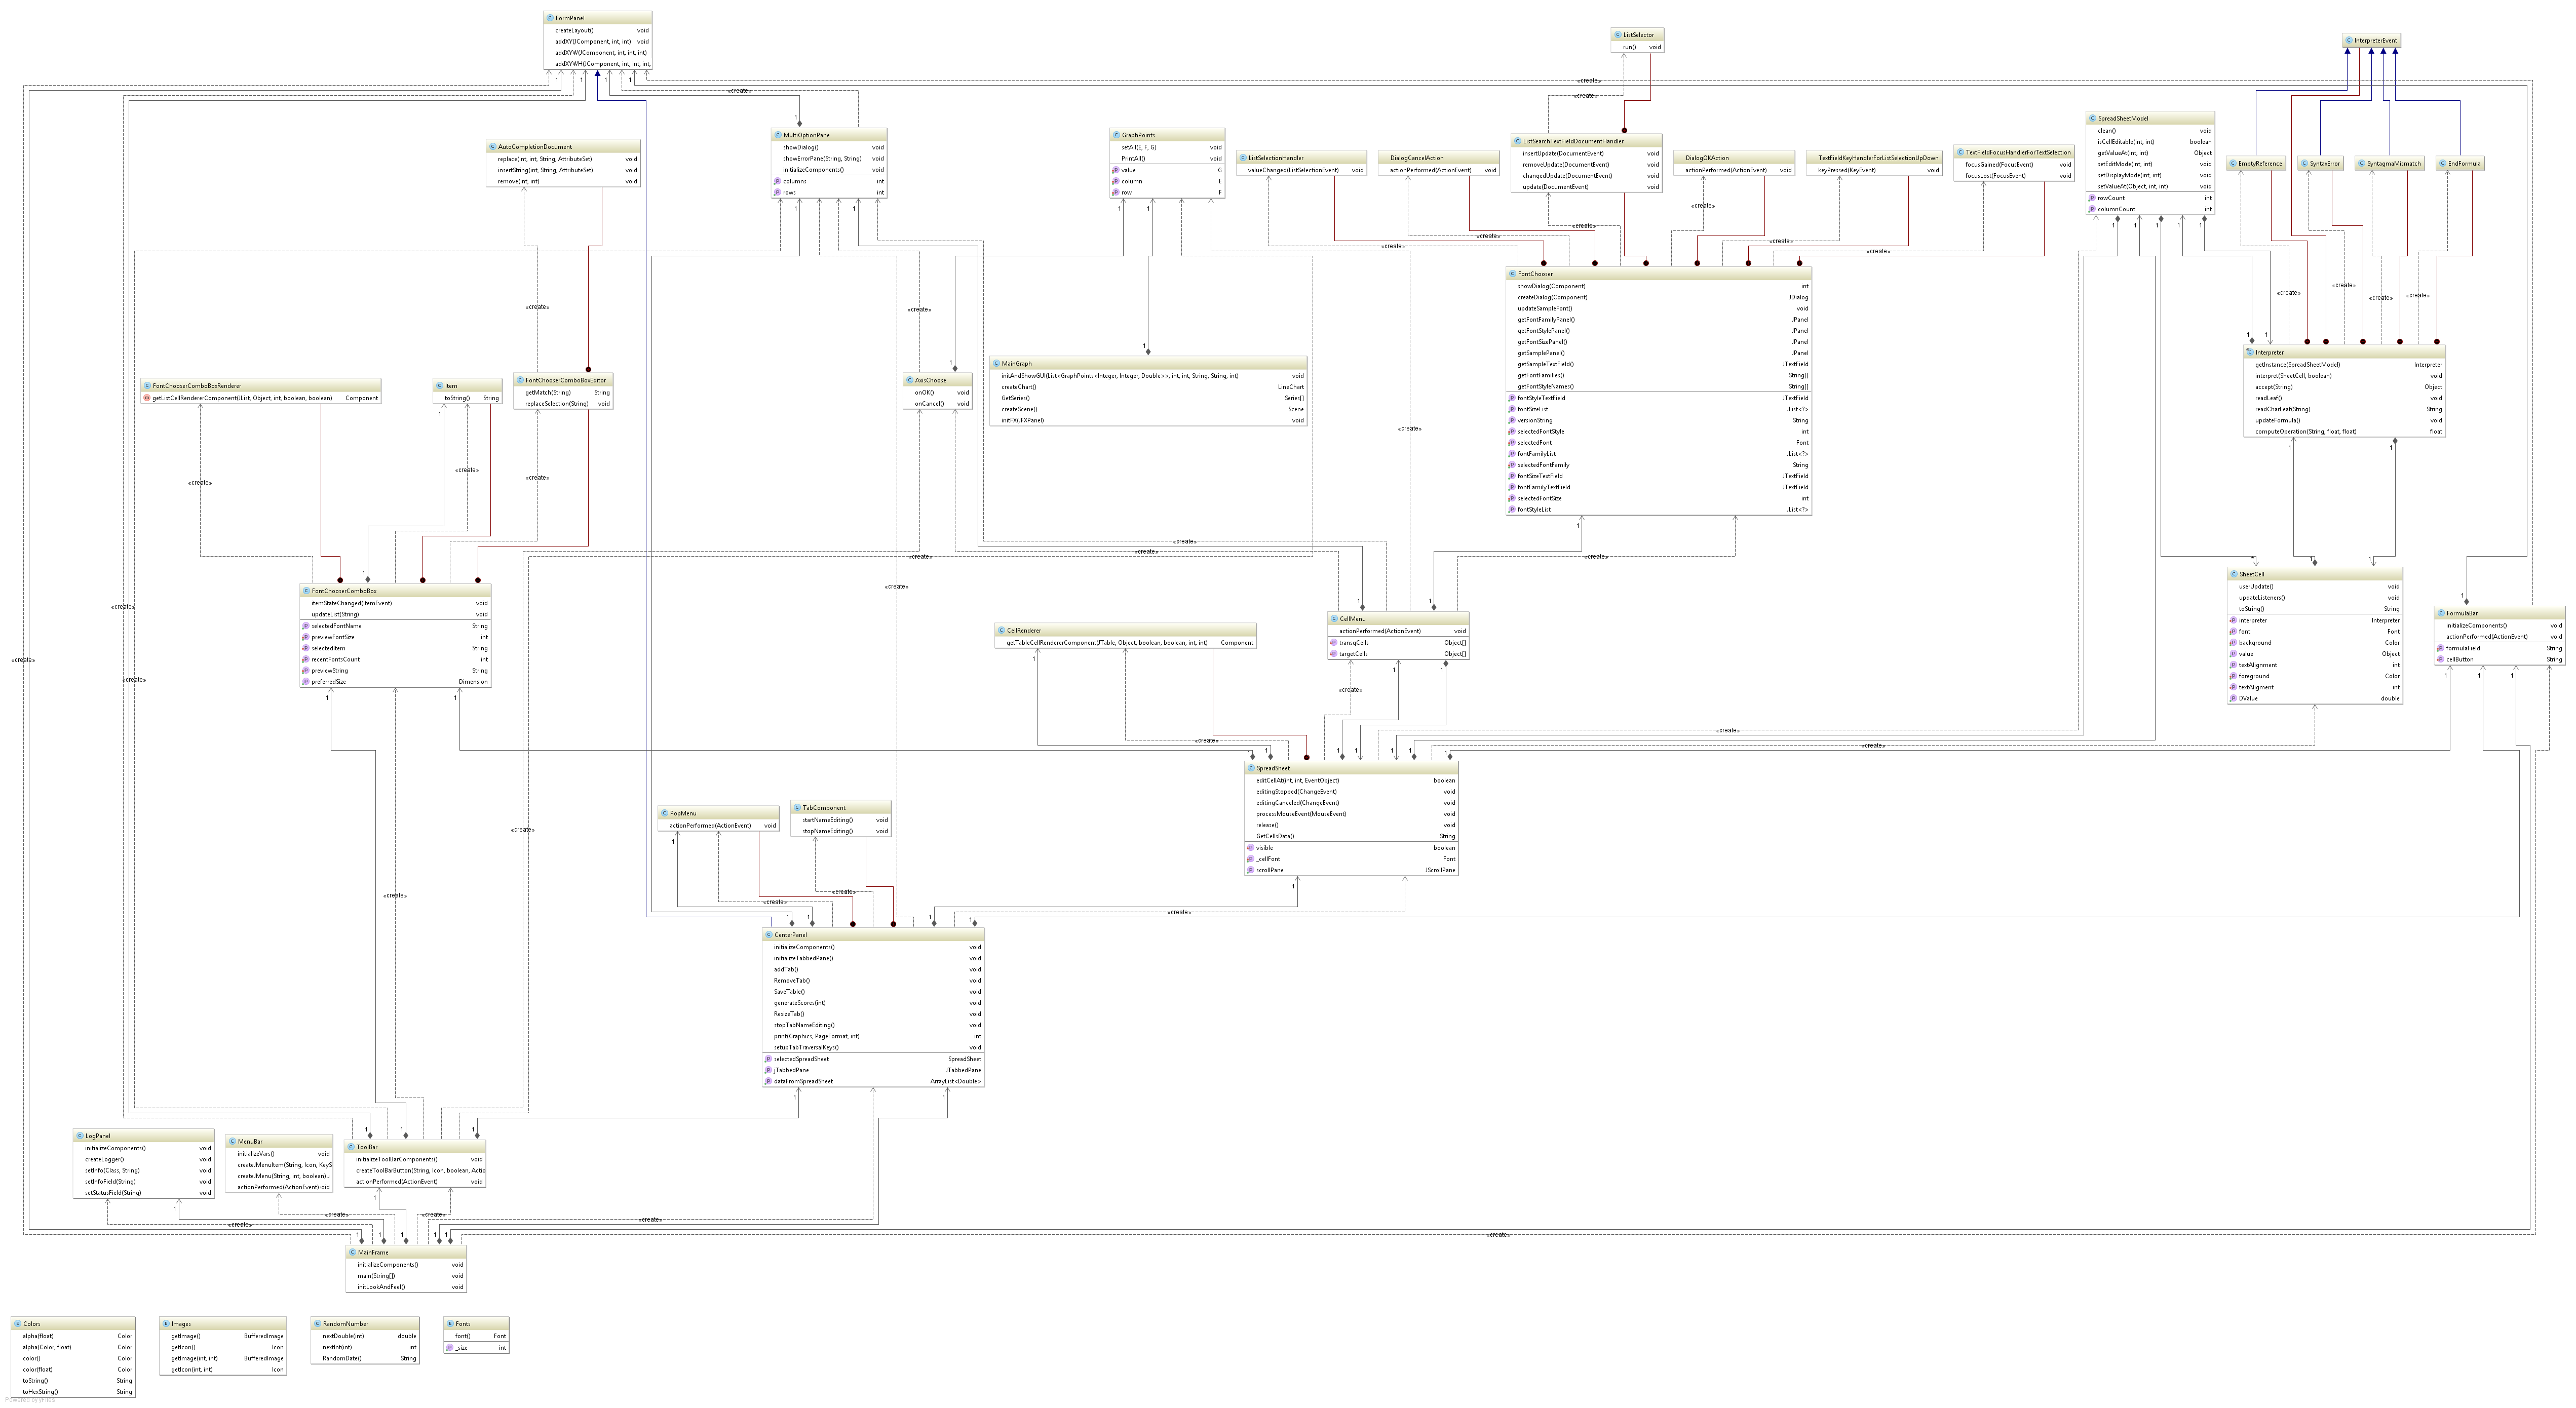 FormPanel
createLayout() void
addXY(JComponent, int, int) void
addXYW(JComponent, int, int, int)
addXYWH(JComponent, int, int, int,
ListSelector
run() void
InterpreterEvent
SpreadSheetModel
clean() void
isCellEditable(int, int) boolean
getValueAt(int, int) Object
setEditMode(int, int) void
setDisplayMode(int, int) void
setValueAt(Object, int, int) void
rowCount int
columnCount int
AutoCompletionDocument
replace(int, int, String, AttributeSet) void
insertString(int, String, AttributeSet) void
remove(int, int) void
MultiOptionPane
showDialog() void
showErrorPane(String, String) void
initializeComponents() void
columns int
rows int
GraphPoints
setAll(E, F, G) void
PrintAll() void
value G
column E
row F
ListSelectionHandler
valueChanged(ListSelectionEvent) void
DialogCancelAction
actionPerformed(ActionEvent) void
ListSearchTextFieldDocumentHandler
insertUpdate(DocumentEvent) void
removeUpdate(DocumentEvent) void
changedUpdate(DocumentEvent) void
update(DocumentEvent) void
DialogOKAction
actionPerformed(ActionEvent) void
TextFieldKeyHandlerForListSelectionUpDown
keyPressed(KeyEvent) void
TextFieldFocusHandlerForTextSelection
focusGained(FocusEvent) void
focusLost(FocusEvent) void
EmptyReference
SyntaxError
SyntagmaMismatch
EndFormula
FontChooser
showDialog(Component) int
createDialog(Component) JDialog
updateSampleFont() void
getFontFamilyPanel() JPanel
getFontStylePanel() JPanel
getFontSizePanel() JPanel
getSamplePanel() JPanel
getSampleTextField() JTextField
getFontFamilies() String[]
getFontStyleNames() String[]
fontStyleTextField JTextField
fontSizeList JList<?>
versionString String
selectedFontStyle int
selectedFont Font
fontFamilyList JList<?>
selectedFontFamily String
fontSizeTextField JTextField
fontFamilyTextField JTextField
selectedFontSize int
fontStyleList JList<?>
Interpreter
getInstance(SpreadSheetModel) Interpreter
interpret(SheetCell, boolean) void
accept(String) Object
readLeaf() void
readCharLeaf(String) String
updateFormula() void
computeOperation(String, float, float) float
MainGraph
initAndShowGUI(List<GraphPoints<Integer, Integer, Double>>, int, int, String, String, int) void
createChart() LineChart
GetSeries() Series[]
createScene() Scene
initFX(JFXPanel) void
AxisChoose
onOK() void
onCancel() void
FontChooserComboBoxRenderer
getListCellRendererComponent(JList, Object, int, boolean, boolean) Component
Item
toString() String
FontChooserComboBoxEditor
getMatch(String) String
replaceSelection(String) void
FontChooserComboBox
itemStateChanged(ItemEvent) void
updateList(String) void
selectedFontName String
previewFontSize int
selectedItem String
recentFontsCount int
previewString String
preferredSize Dimension
CellRenderer
getTableCellRendererComponent(JTable, Object, boolean, boolean, int, int) Component
CellMenu
actionPerformed(ActionEvent) void
transqCells Object[]
targetCells Object[]
SheetCell
userUpdate() void
updateListeners() void
toString() String
interpreter Interpreter
font Font
background Color
value Object
textAlignment int
foreground Color
textAligment int
DValue double
FormulaBar
initializeComponents() void
actionPerformed(ActionEvent) void
formulaField String
cellButton String
SpreadSheet
editCellAt(int, int, EventObject) boolean
editingStopped(ChangeEvent) void
editingCanceled(ChangeEvent) void
processMouseEvent(MouseEvent) void
release() void
GetCellsData() String
visible boolean
_cellFont Font
scrollPane JScrollPane
PopMenu
actionPerformed(ActionEvent) void
TabComponent
startNameEditing() void
stopNameEditing() void
CenterPanel
initializeComponents() void
initializeTabbedPane() void
addTab() void
RemoveTab() void
SaveTable() void
generateScores(int) void
ResizeTab() void
stopTabNameEditing() void
print(Graphics, PageFormat, int) int
setupTabTraversalKeys() void
selectedSpreadSheet SpreadSheet
jTabbedPane JTabbedPane
dataFromSpreadSheet ArrayList<Double>
LogPanel
initializeComponents() void
createLogger() void
setInfo(Class, String) void
setInfoField(String) void
setStatusField(String) void
MenuBar
initializeVars() void
createJMenuItem(String, Icon, KeyS
createJMenu(String, int, boolean)
actionPerformed(ActionEvent) void
ToolBar
initializeToolBarComponents() void
createToolBarButton(String, Icon, boolean, Actio
actionPerformed(ActionEvent) void
MainFrame
initializeComponents() void
main(String[]) void
initLookAndFeel() void
Colors
alpha(float) Color
alpha(Color, float) Color
color() Color
color(float) Color
toString() String
toHexString() String
Images
getImage() BufferedImage
getIcon() Icon
getImage(int, int) BufferedImage
getIcon(int, int) Icon
RandomNumber
nextDouble(int) double
nextInt(int) int
RandomDate() String
Fonts
font() Font
_size int
Powered by yFiles